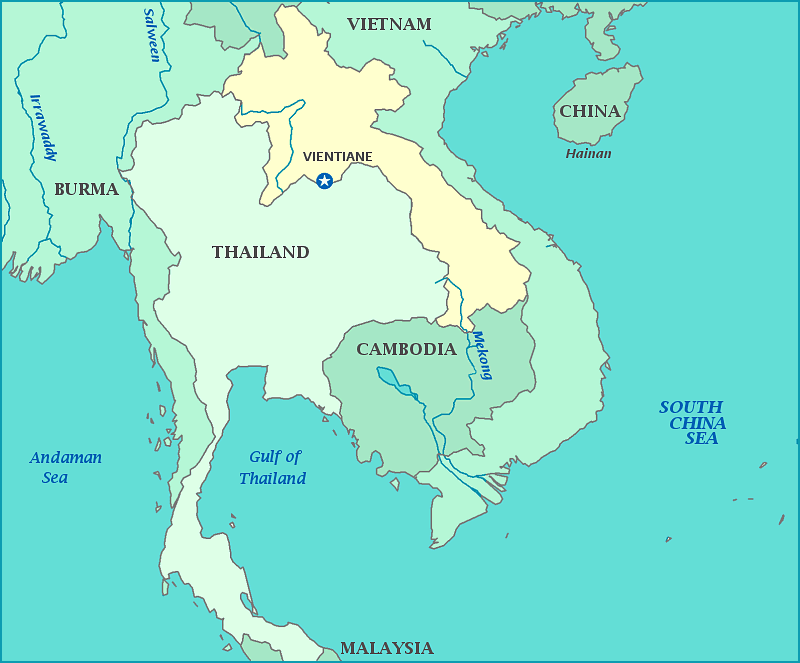 VIETNAM
Salween
Irrawaddy
CHINA
Hainan
VIENTIANE
BURMA
THAILAND
Mekong
CAMBODIA
SOUTH
CHINA
SEA
Andaman
Sea
Gulf of
Thailand
MALAYSIA